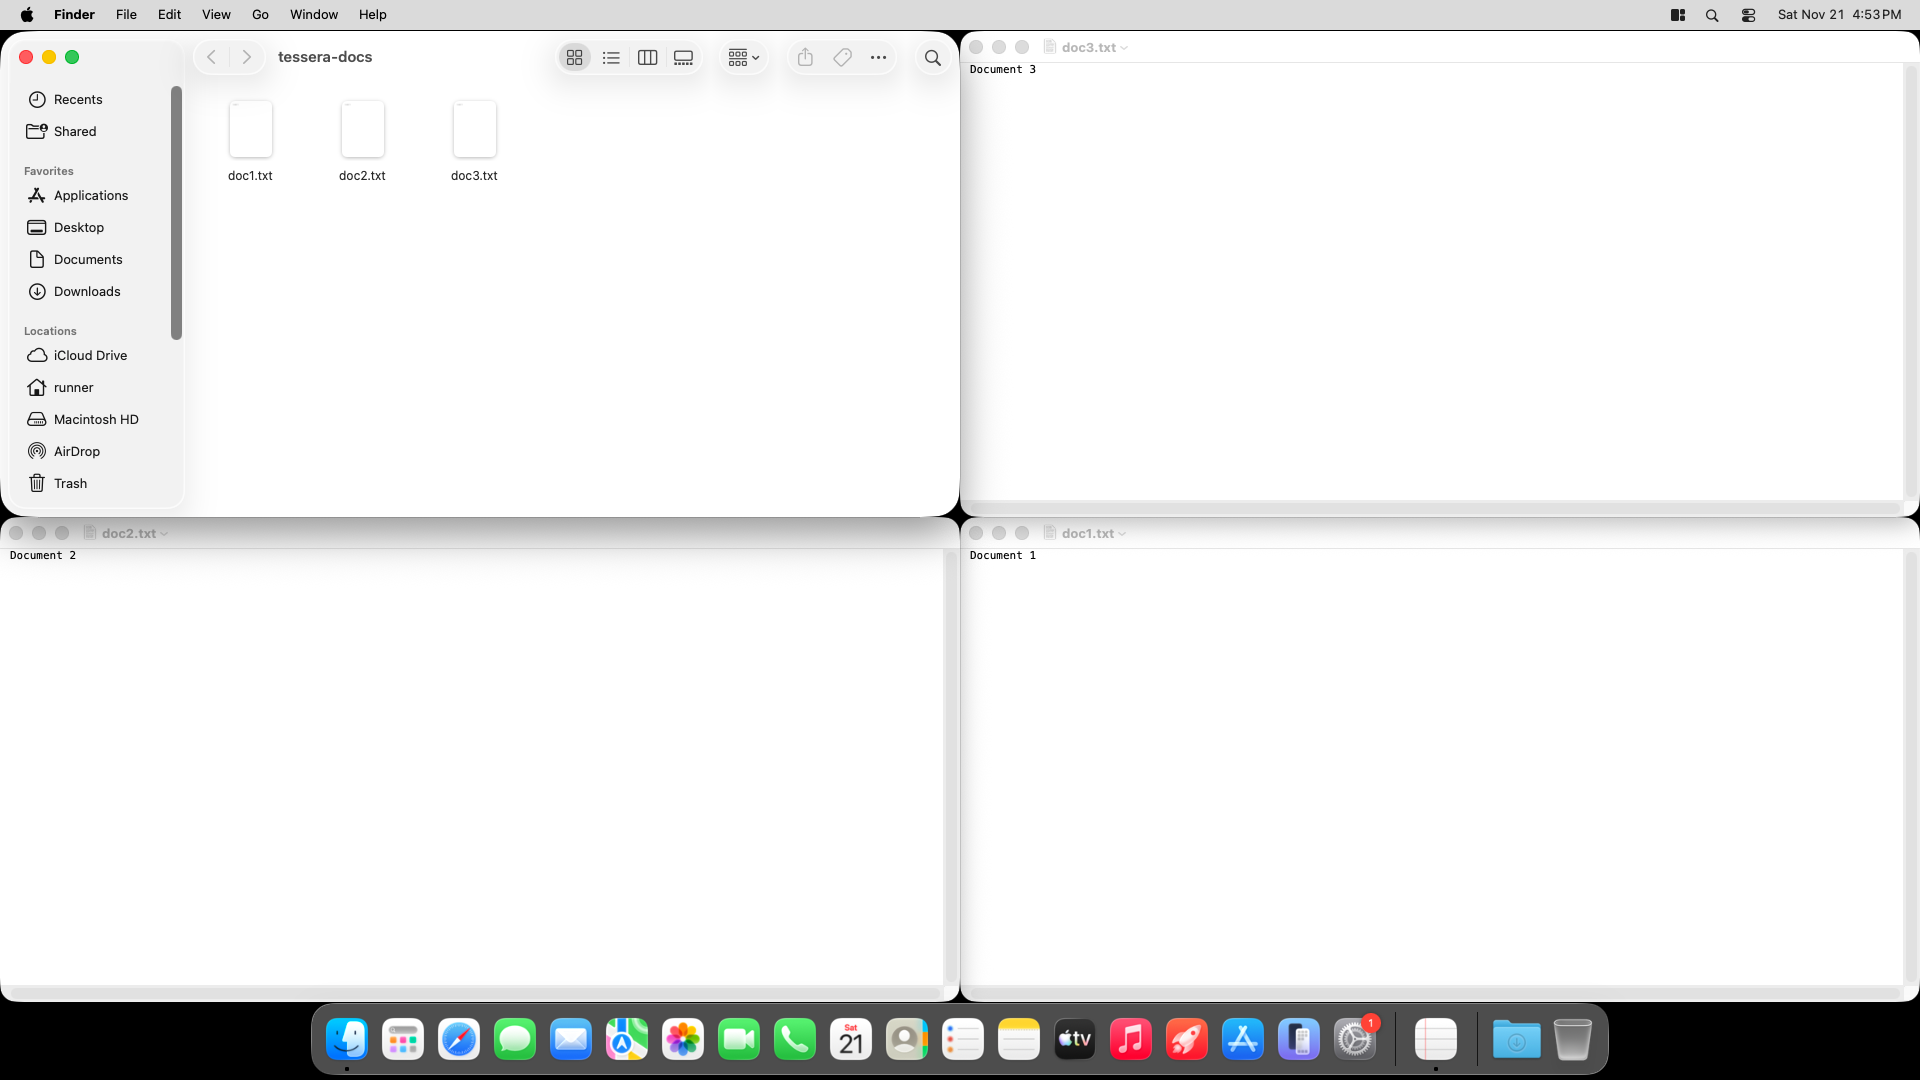 Finder File Edit View Go Window Help Sat Nov 21 4:53 PM
tessera-docs
Recents
Shared
Favorites
Applications
Desktop
Documents
Downloads
Locations
iCloud Drive
runner
Macintosh HD
AirDrop
Trash
doc1.txt doc2.txt doc3.txt
doc3.txt
Document 3
doc2.txt
Document 2
doc1.txt
Document 1
Sat
21
tv
1